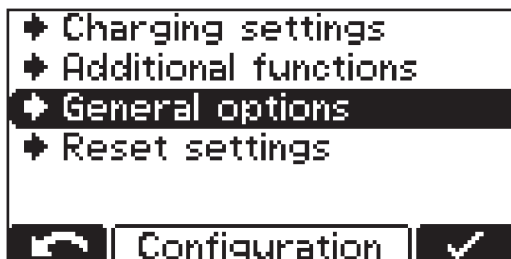 Charging settings
Additional functions
General options
Reset settings
Configuration